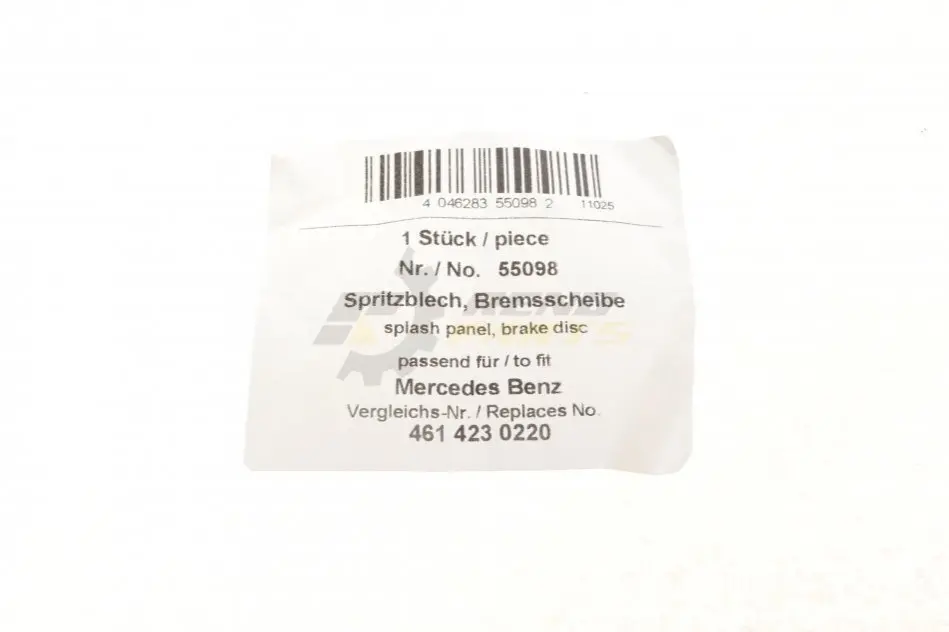 4 046283 55098 2 11025
1 Stück / piece
Nr. / No. 55098
Spritzblech, Bremsscheibe
splash panel, brake disc
passend für / to fit
Mercedes Benz
Vergleichs-Nr. / Replaces No.
461 423 0220